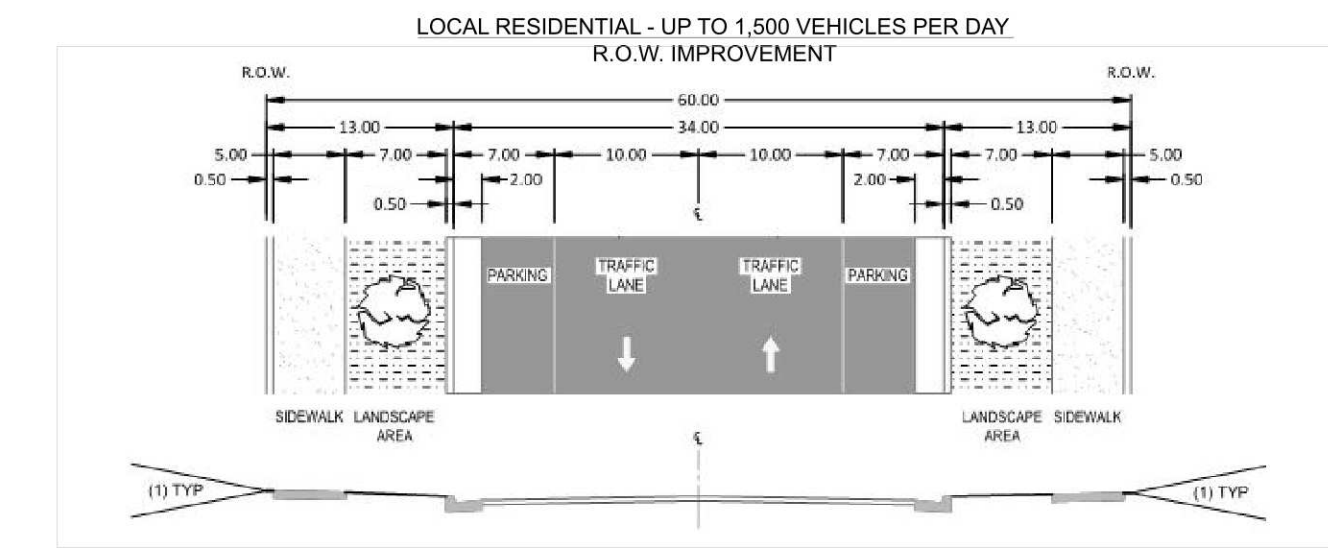 LOCAL RESIDENTIAL - UP TO 1,500 VEHICLES PER DAY
R.O.W. IMPROVEMENT
R.O.W. R.O.W.
60.00
13.00 34.00 13.00
5.00 7.00 7.00 10.00 10.00 7.00 7.00 5.00
0.50 2.00 2.00 0.50
0.50 ℄ 0.50
PARKING TRAFFIC LANE TRAFFIC LANE PARKING
SIDEWALK LANDSCAPE AREA LANDSCAPE AREA SIDEWALK
℄
(1) TYP (1) TYP